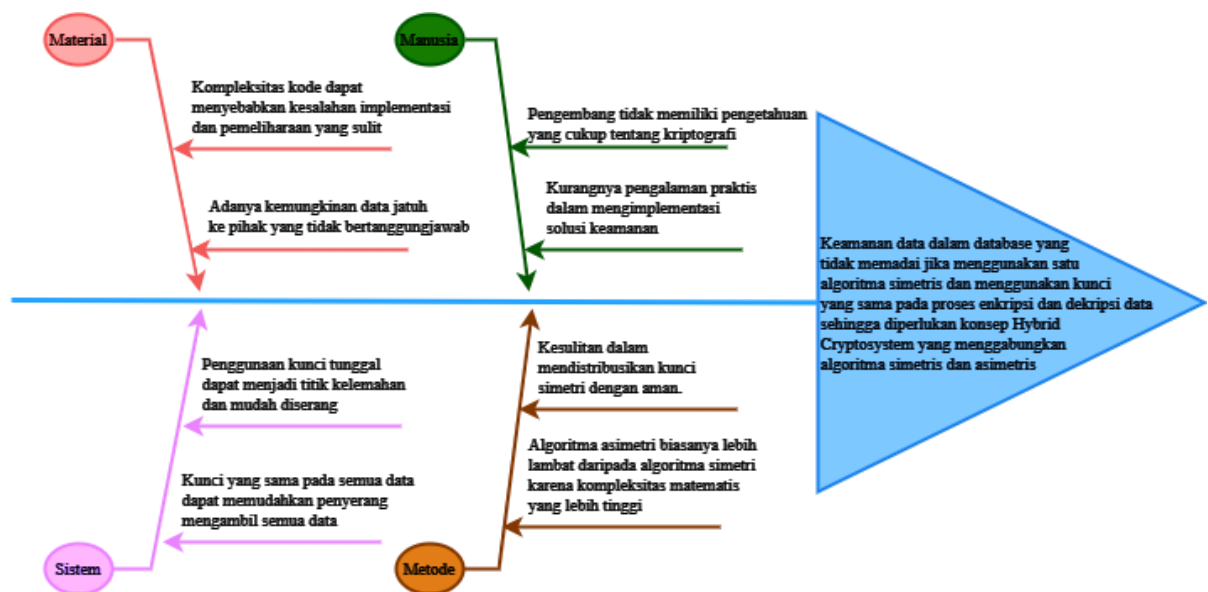 Material
Kompleksitas kode dapat
menyebabkan kesalahan implementasi
dan pemeliharaan yang sulit
Adanya kemungkinan data jatuh
ke pihak yang tidak bertanggungjawab
Manusia
Pengembang tidak memiliki pengetahuan
yang cukup tentang kriptografi
Kurangnya pengalaman praktis
dalam mengimplementasi
solusi keamanan
Keamanan data dalam database yang
tidak memadai jika menggunakan satu
algoritma simetris dan menggunakan kunci
yang sama pada proses enkripsi dan dekripsi data
sehingga diperlukan konsep Hybrid
Cryptosystem yang menggabungkan
algoritma simetris dan asimetris
Penggunaan kunci tunggal
dapat menjadi titik kelemahan
dan mudah diserang
Kunci yang sama pada semua data
dapat memudahkan penyerang
mengambil semua data
Sistem
Kesulitan dalam
mendistribusikan kunci
simetri dengan aman.
Algoritma asimetri biasanya lebih
lambat daripada algoritma simetri
karena kompleksitas matematis
yang lebih tinggi
Metode